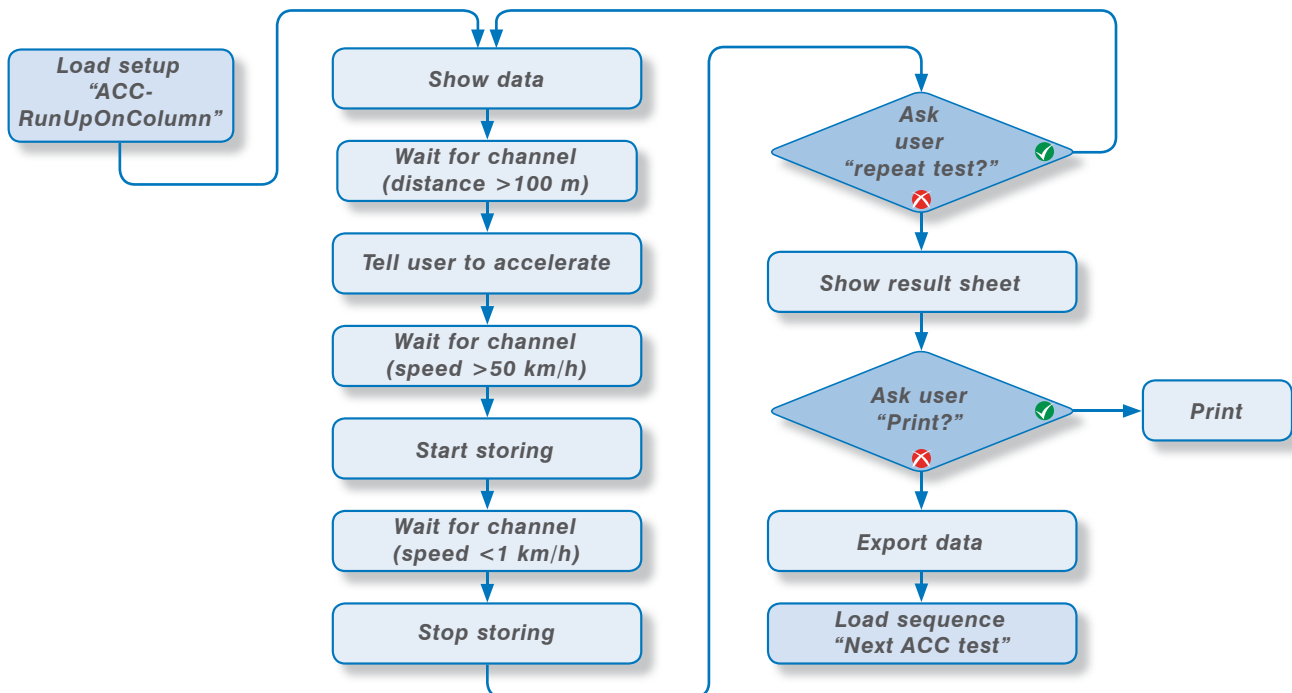 Load setup
“ACC-
RunUpOnColumn”
Show data
Wait for channel
(distance >100 m)
Tell user to accelerate
Wait for channel
(speed >50 km/h)
Start storing
Wait for channel
(speed <1 km/h)
Stop storing
Ask
user
“repeat test?”
Show result sheet
Ask user
“Print?”
Print
Export data
Load sequence
“Next ACC test”